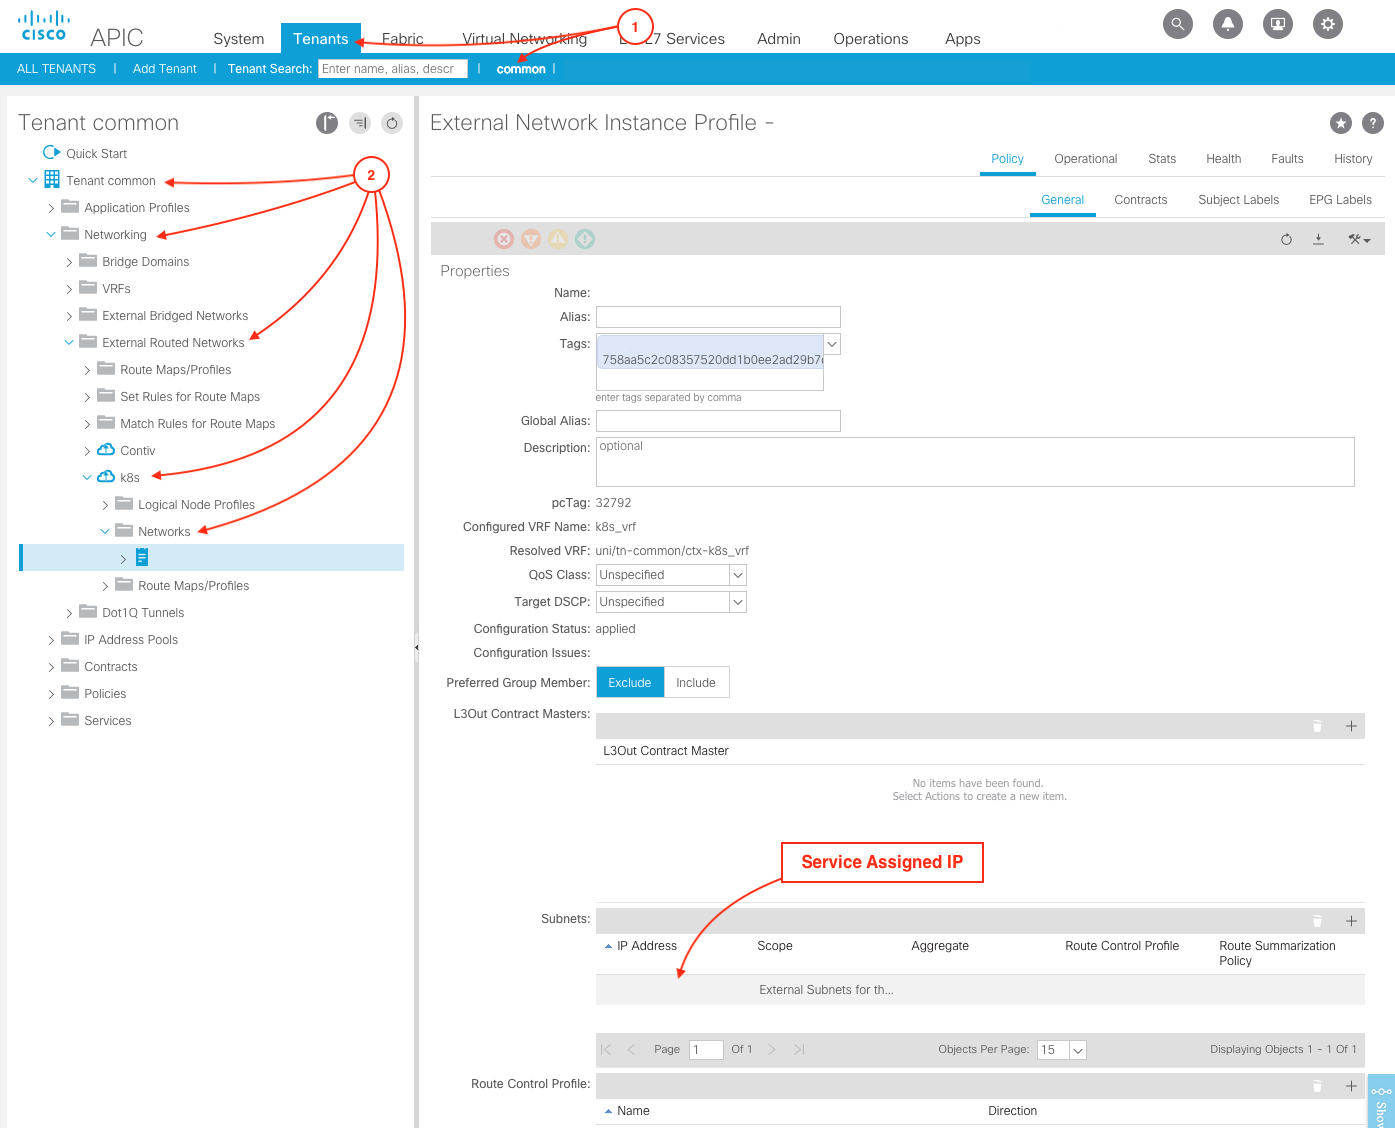 cisco
APIC
System
Tenants
Fabric
Virtual Networking
L7 Services
Admin
Operations
Apps
1
ALL TENANTS | Add Tenant | Tenant Search: Enter name, alias, descr | common |
Tenant common
Quick Start
2
Tenant common
Application Profiles
Networking
Bridge Domains
VRFs
External Bridged Networks
External Routed Networks
Route Maps/Profiles
Set Rules for Route Maps
Match Rules for Route Maps
Contiv
k8s
Logical Node Profiles
Networks
Route Maps/Profiles
Dot1Q Tunnels
IP Address Pools
Contracts
Policies
Services
External Network Instance Profile -
?
Policy
Operational
Stats
Health
Faults
History
General
Contracts
Subject Labels
EPG Labels
Properties
Name:
Alias:
Tags:
758aa5c2c08357520dd1b0ee2ad29b7
enter tags separated by comma
Global Alias:
Description: optional
pcTag: 32792
Configured VRF Name: k8s_vrf
Resolved VRF: uni/tn-common/ctx-k8s_vrf
QoS Class: Unspecified
Target DSCP: Unspecified
Configuration Status: applied
Configuration Issues:
Preferred Group Member: Exclude Include
L3Out Contract Masters:
L3Out Contract Master
No items have been found.
Select Actions to create a new item.
Service Assigned IP
Subnets:
IP Address
Scope
Aggregate
Route Control Profile
Route Summarization
Policy
External Subnets for th...
Page 1 Of 1
Objects Per Page: 15
Displaying Objects 1 - 1 Of 1
Route Control Profile:
Name
Direction
Show